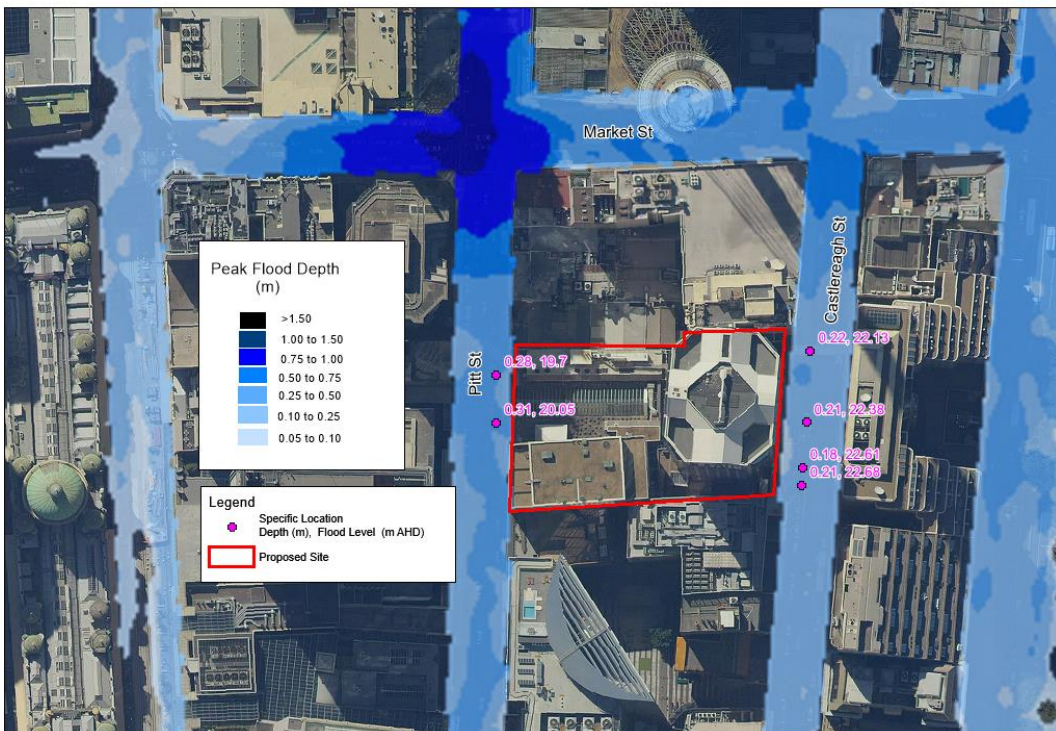 Market St
Castlereagh St
Pitt St
Peak Flood Depth
(m)
>1.50
1.00 to 1.50
0.75 to 1.00
0.50 to 0.75
0.25 to 0.50
0.10 to 0.25
0.05 to 0.10
0.28, 19.7
0.31, 20.05
0.22, 22.13
0.21, 22.38
0.18, 22.61
0.21, 22.68
Legend
Specific Location
Depth (m), Flood Level (m AHD)
Proposed Site